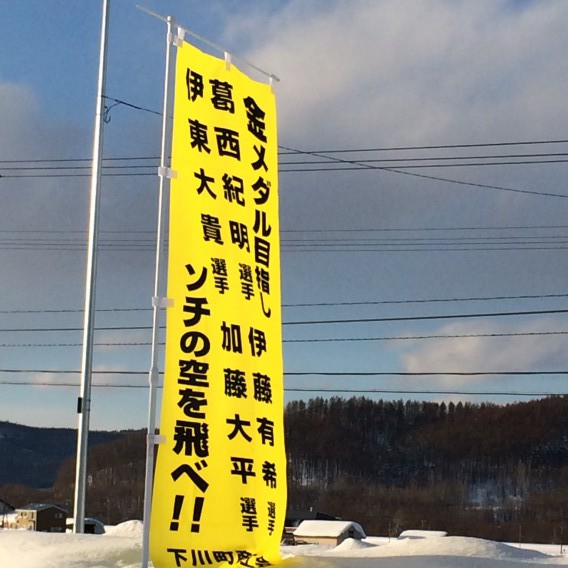 金メダル目指し
葛西紀明選手
伊東大貴選手
伊藤有希選手
加藤大平選手
ソチの空を飛べ!!
下川町